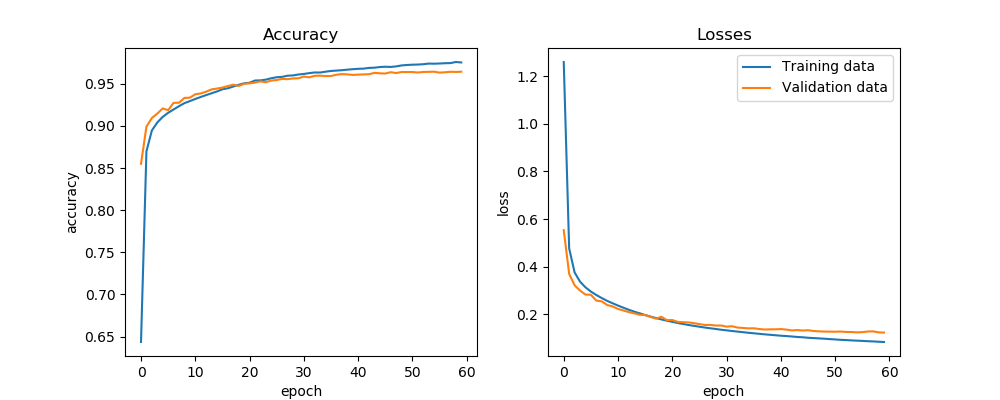 Accuracy
0.95
0.90
0.85
0.80
0.75
0.70
0.65
accuracy
0 10 20 30 40 50 60
epoch
Losses
Training data
Validation data
1.2
1.0
0.8
0.6
0.4
0.2
loss
0 10 20 30 40 50 60
epoch